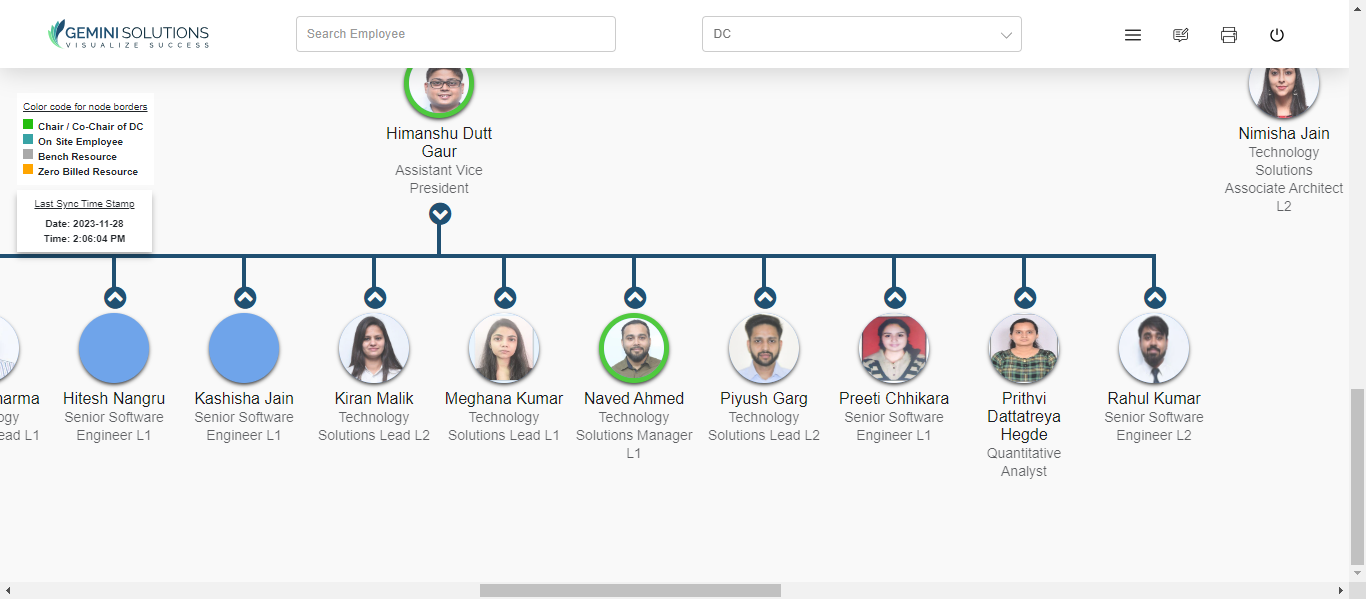 GEMINI SOLUTIONS
VISUALIZE SUCCESS
Search Employee
DC
Color code for node borders
Chair / Co-Chair of DC
On Site Employee
Bench Resource
Zero Billed Resource
Last Sync Time Stamp
Date: 2023-11-28
Time: 2:06:04 PM
Himanshu Dutt
Gaur
Assistant Vice
President
Nimisha Jain
Technology
Solutions
Associate Architect
L2
arma
ogy
ead L1
Hitesh Nangru
Senior Software
Engineer L1
Kashisha Jain
Senior Software
Engineer L1
Kiran Malik
Technology
Solutions Lead L2
Meghana Kumar
Technology
Solutions Lead L1
Naved Ahmed
Technology
Solutions Manager
L1
Piyush Garg
Technology
Solutions Lead L2
Preeti Chhikara
Senior Software
Engineer L1
Prithvi
Dattatreya
Hegde
Quantitative
Analyst
Rahul Kumar
Senior Software
Engineer L2